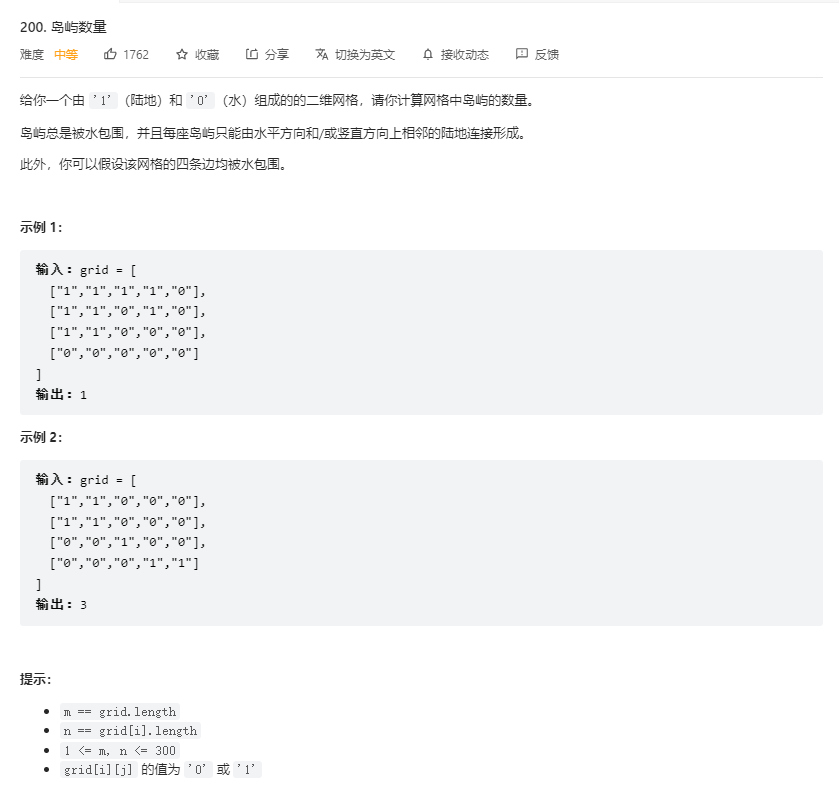 200. 岛屿数量
难度 中等 1762 收藏 分享 切换为英文 接收动态 反馈
给你一个由 '1'（陆地）和 '0'（水）组成的的二维网格，请你计算网格中岛屿的数量。
岛屿总是被水包围，并且每座岛屿只能由水平方向和/或竖直方向上相邻的陆地连接形成。
此外，你可以假设该网格的四条边均被水包围。
示例 1：
输入：grid = [
["1","1","1","1","0"],
["1","1","0","1","0"],
["1","1","0","0","0"],
["0","0","0","0","0"]
]
输出：1
示例 2：
输入：grid = [
["1","1","0","0","0"],
["1","1","0","0","0"],
["0","0","1","0","0"],
["0","0","0","1","1"]
]
输出：3
提示：
m == grid.length
n == grid[i].length
1 <= m, n <= 300
grid[i][j] 的值为 '0' 或 '1'